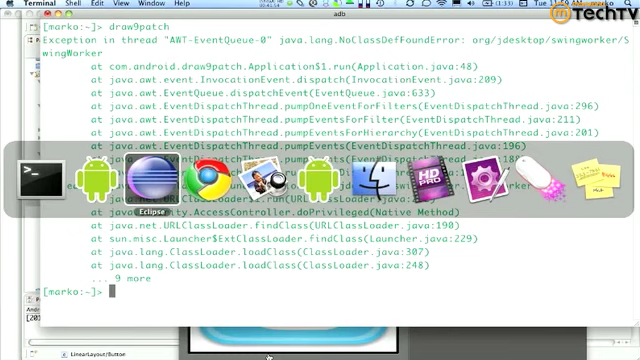 Terminal Shell Edit View Window Help
(1:33)
marko
TechTV
adb
[marko:~]> draw9patch
Exception in thread "AWT-EventQueue-0" java.lang.NoClassDefFoundError: org/jdesktop/swingworker/S
wingWorker
at com.android.draw9patch.Application$1.run(Application.java:48)
at java.awt.event.InvocationEvent.dispatch(InvocationEvent.java:209)
at java.awt.EventQueue.dispatchEvent(EventQueue.java:633)
at java.awt.EventDispatchThread.pumpOneEventForFilters(EventDispatchThread.java:296)
at java.awt.EventDispatchThread.pumpEventsForFilter(EventDispatchThread.java:211)
at java.awt.EventDispatchThread.pumpEventsForHierarchy(EventDispatchThread.java:201)
at java.awt.EventDispatchThread.pumpEvents(EventDispatchThread.java:196)
HD
PRO
Eclipse
AccessController.doPrivileged(Native Method)
at java.net.URLClassLoader.findClass(URLClassLoader.java:190)
at sun.misc.Launcher$ExtClassLoader.findClass(Launcher.java:229)
at java.lang.ClassLoader.loadClass(ClassLoader.java:307)
at java.lang.ClassLoader.loadClass(ClassLoader.java:248)
... 9 more
[marko:~]>
LinearLayout/Button